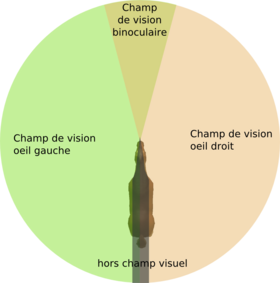 Champ
de vision
binoculaire
Champ de vision
oeil gauche
Champ de vision
oeil droit
hors champ visuel